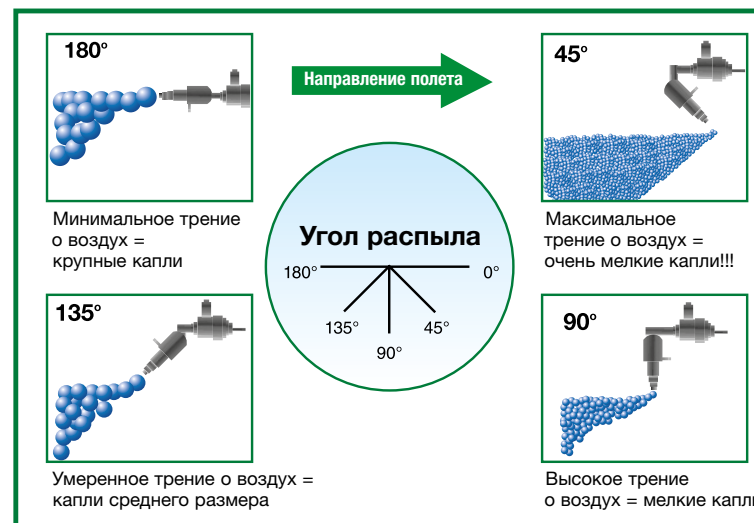 180°
Направление полета
45°
Минимальное трение
о воздух =
крупные капли
Максимальное
трение о воздух =
очень мелкие капли!!!
Угол распыла
180°
0°
135°
45°
90°
135°
90°
Умеренное трение о воздух =
капли среднего размера
Высокое трение
о воздух = мелкие капли